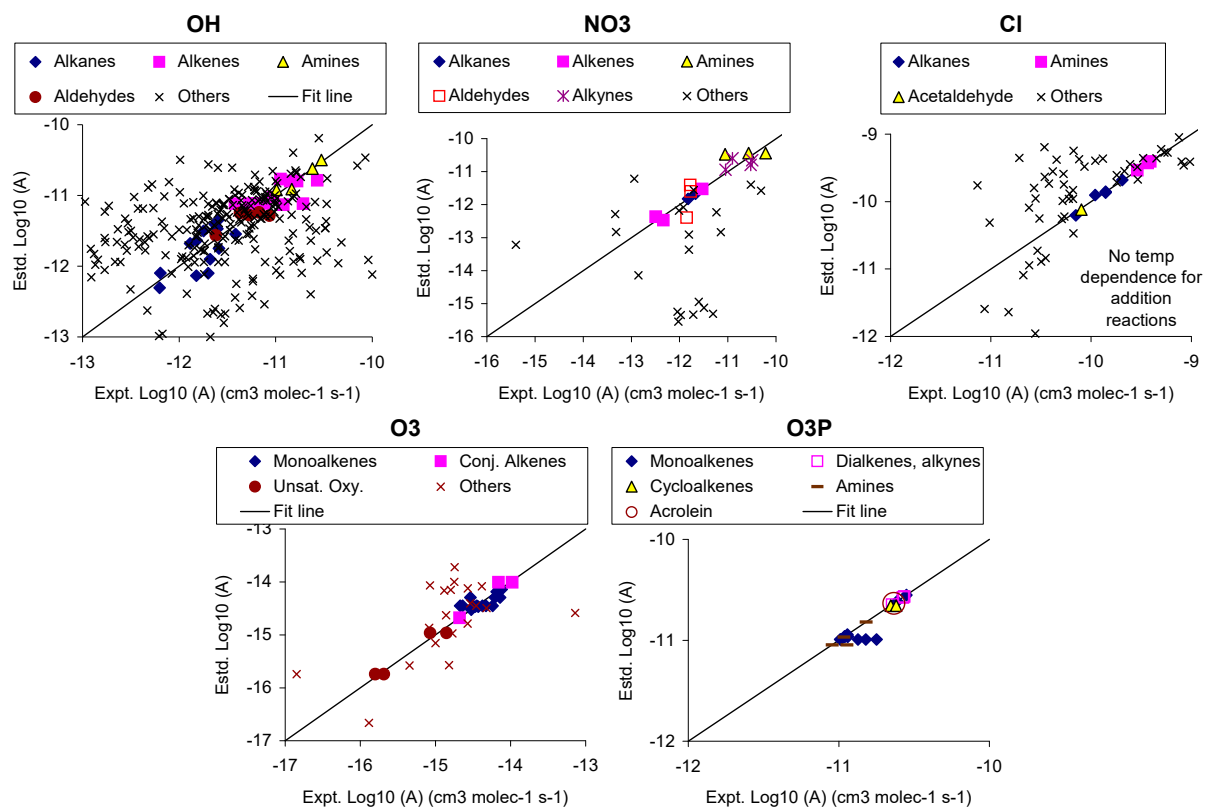 OH
Alkanes Alkenes Amines
Aldehydes Others Fit line
-10
-11
-12
-13
-13 -12 -11 -10
Estd. Log10 (A)
Expt. Log10 (A) (cm3 molec-1 s-1)
NO3
Alkanes Alkenes Amines
Aldehydes Alkynes Others
-10
-11
-12
-13
-14
-15
-16
-16 -15 -14 -13 -12 -11 -10
Estd. Log10 (A)
Expt. Log10 (A) (cm3 molec-1 s-1)
Cl
Alkanes Amines
Acetaldehyde Others
-9
-10
-11
-12
-12 -11 -10 -9
Estd. Log10 (A)
No temp
dependence for
addition
reactions
Expt. Log10 (A) (cm3 molec-1 s-1)
O3
Monoalkenes Conj. Alkenes
Unsat. Oxy. Others
Fit line
-13
-14
-15
-16
-17
-17 -16 -15 -14 -13
Estd. Log10 (A)
Expt. Log10 (A) (cm3 molec-1 s-1)
O3P
Monoalkenes Dialkenes, alkynes
Cycloalkenes Amines
Acrolein Fit line
-10
-11
-12
-12 -11 -10
Estd. Log10 (A)
Expt. Log10 (A) (cm3 molec-1 s-1)